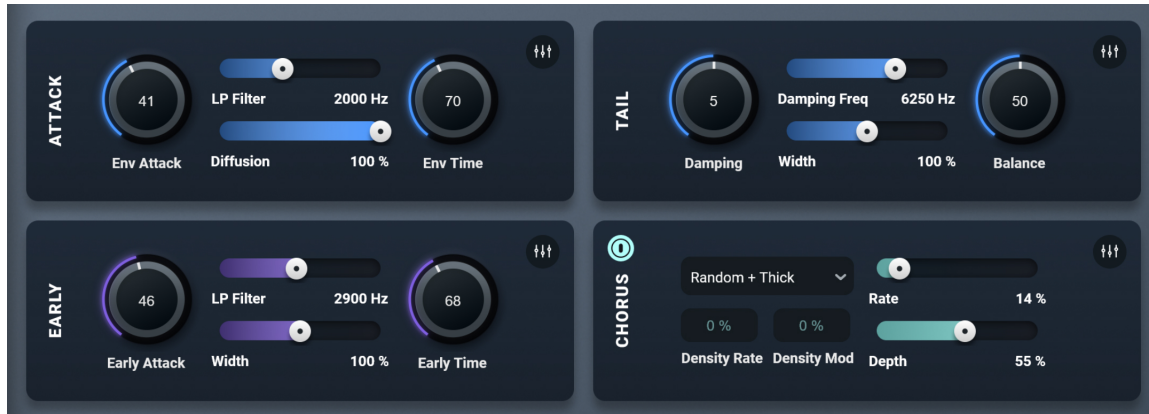 ATTACK
41
Env Attack
LP Filter 2000 Hz
Diffusion 100 %
70
Env Time
TAIL
5
Damping
Damping Freq 6250 Hz
Width 100 %
50
Balance
EARLY
46
Early Attack
LP Filter 2900 Hz
Width 100 %
68
Early Time
CHORUS
Random + Thick
0 % 0 %
Density Rate Density Mod
Rate 14 %
Depth 55 %